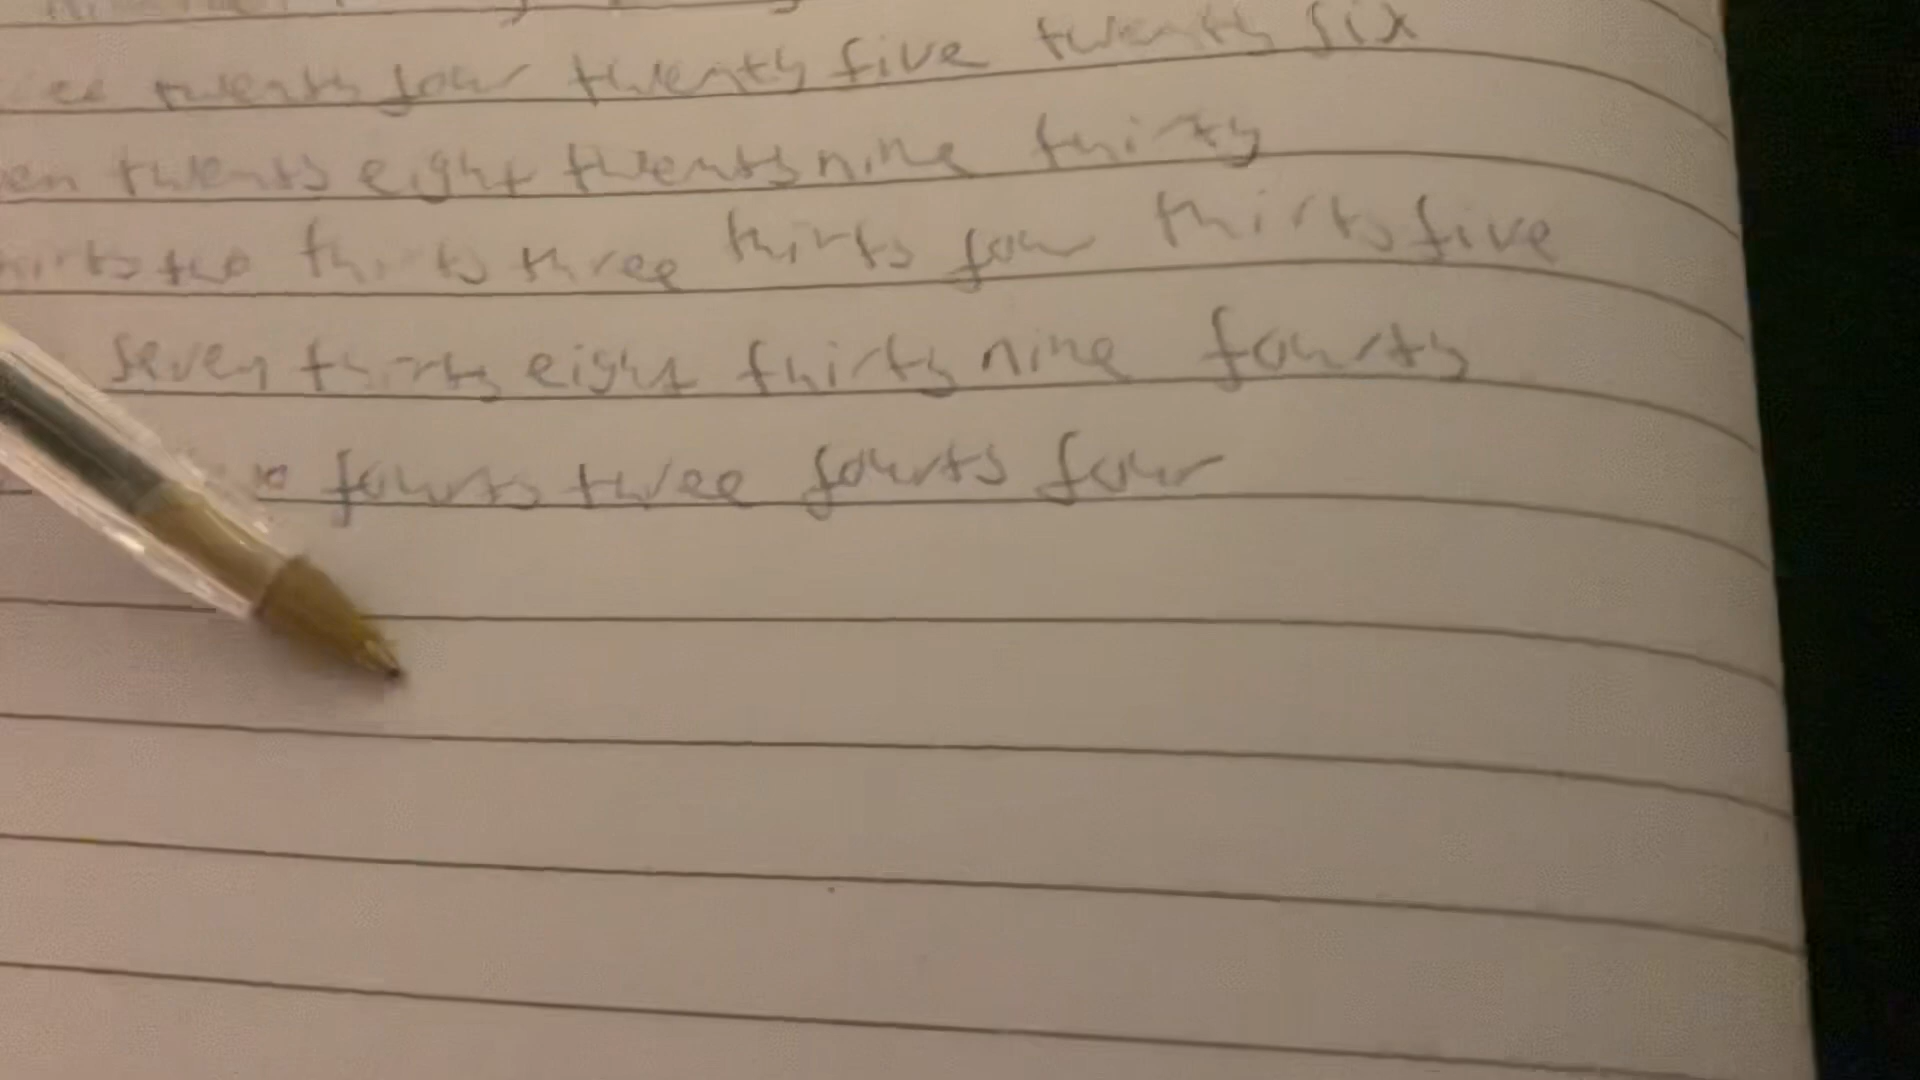 twenty four twenty five twenty six
twenty eight twenty nine thirty
two thirty three thirty four thirty five
seven thirty eight thirty nine fourty
fourty three fourty four